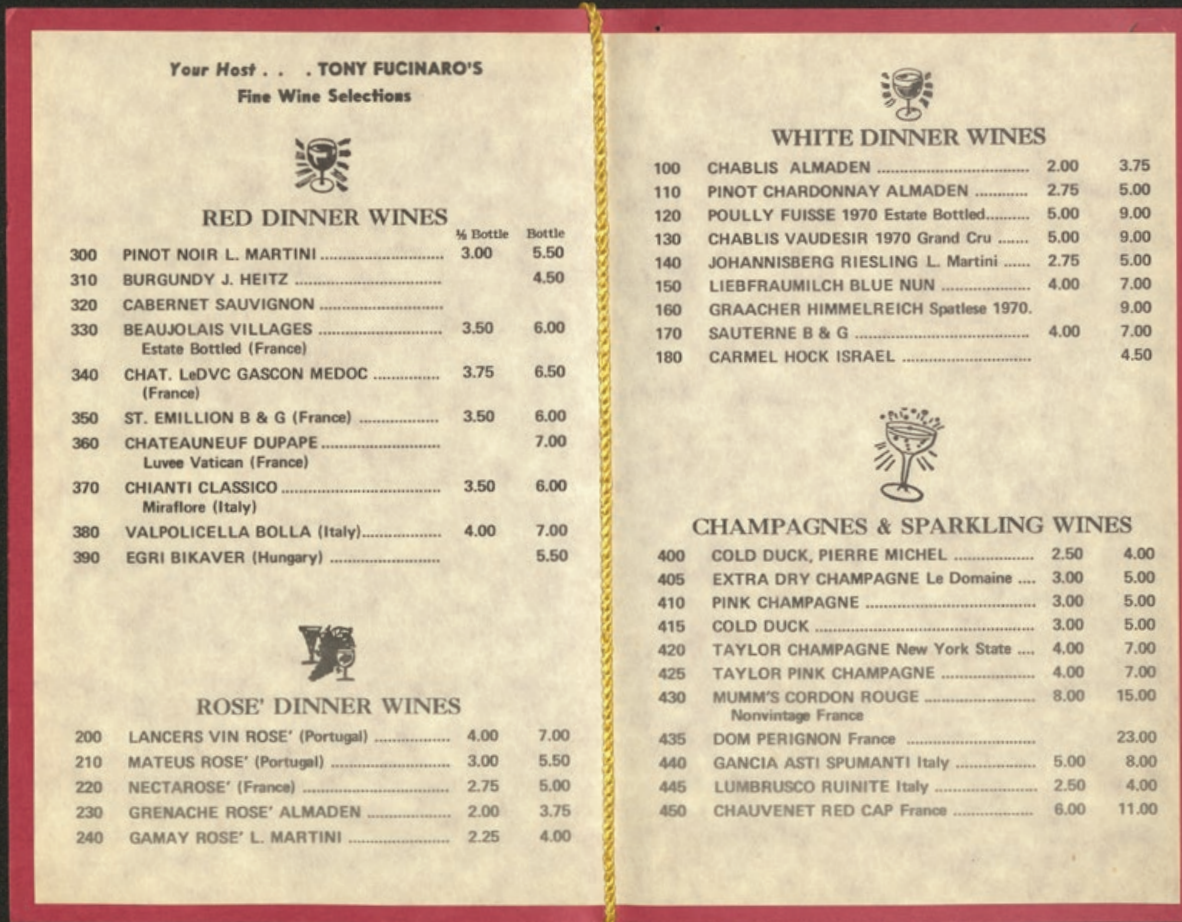 Your Host . . . TONY FUCINARO'S
Fine Wine Selections
RED DINNER WINES
½ Bottle Bottle
300 PINOT NOIR L. MARTINI ........ 3.00 5.50
310 BURGUNDY J. HEITZ ........ 4.50
320 CABERNET SAUVIGNON ........
330 BEAUJOLAIS VILLAGES ........ 3.50 6.00
Estate Bottled (France)
340 CHAT. LeDVC GASCON MEDOC ........ 3.75 6.50
(France)
350 ST. EMILLION B & G (France) ........ 3.50 6.00
360 CHATEAUNEUF DUPAPE ........ 7.00
Luvee Vatican (France)
370 CHIANTI CLASSICO ........ 3.50 6.00
Miraflore (Italy)
380 VALPOLICELLA BOLLA (Italy)........ 4.00 7.00
390 EGRI BIKAVER (Hungary) ........ 5.50
ROSE' DINNER WINES
200 LANCERS VIN ROSE' (Portugal) ........ 4.00 7.00
210 MATEUS ROSE' (Portugal) ........ 3.00 5.50
220 NECTAROSE' (France) ........ 2.75 5.00
230 GRENACHE ROSE' ALMADEN ........ 2.00 3.75
240 GAMAY ROSE' L. MARTINI ........ 2.25 4.00
WHITE DINNER WINES
100 CHABLIS ALMADEN ........ 2.00 3.75
110 PINOT CHARDONNAY ALMADEN ........ 2.75 5.00
120 POULLY FUISSE 1970 Estate Bottled........ 5.00 9.00
130 CHABLIS VAUDESIR 1970 Grand Cru ....... 5.00 9.00
140 JOHANNISBERG RIESLING L. Martini ...... 2.75 5.00
150 LIEBFRAUMILCH BLUE NUN ........ 4.00 7.00
160 GRAACHER HIMMELREICH Spatlese 1970. 9.00
170 SAUTERNE B & G ........ 4.00 7.00
180 CARMEL HOCK ISRAEL ........ 4.50
CHAMPAGNES & SPARKLING WINES
400 COLD DUCK, PIERRE MICHEL ........ 2.50 4.00
405 EXTRA DRY CHAMPAGNE Le Domaine .... 3.00 5.00
410 PINK CHAMPAGNE ........ 3.00 5.00
415 COLD DUCK ........ 3.00 5.00
420 TAYLOR CHAMPAGNE New York State .... 4.00 7.00
425 TAYLOR PINK CHAMPAGNE ........ 4.00 7.00
430 MUMM'S CORDON ROUGE ........ 8.00 15.00
Nonvintage France
435 DOM PERIGNON France ........ 23.00
440 GANCIA ASTI SPUMANTI Italy ........ 5.00 8.00
445 LUMBRUSCO RUINITE Italy ........ 2.50 4.00
450 CHAUVENET RED CAP France ........ 6.00 11.00